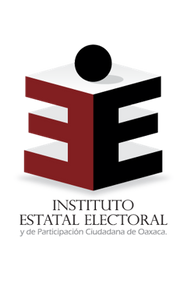 INSTITUTO
ESTATAL ELECTORAL
y de Participación Ciudadana de Oaxaca.